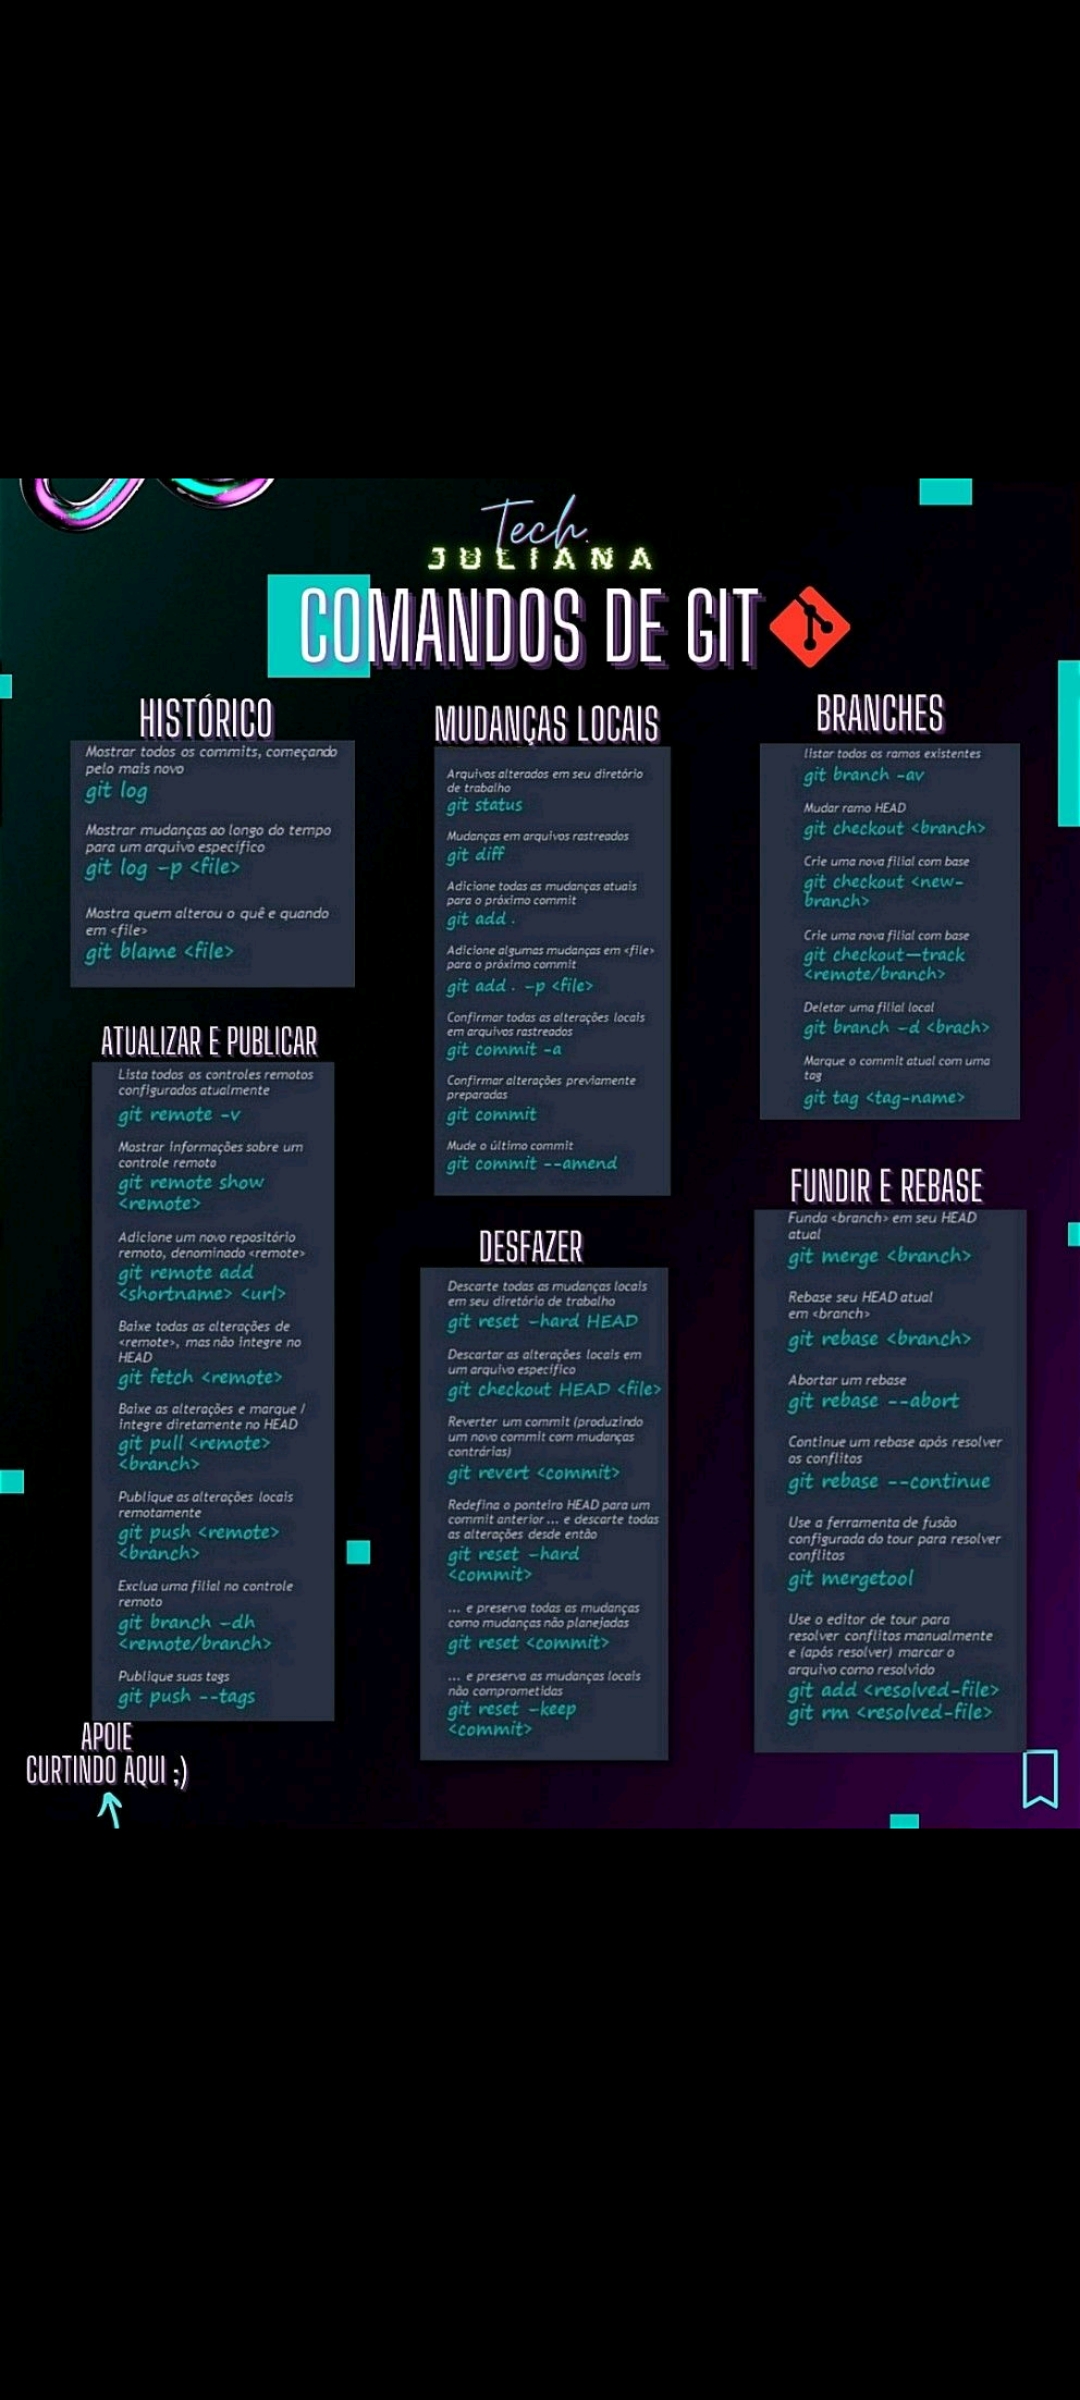 Tech
JULIANA
COMANDOS DE GIT
HISTÓRICO
Mostrar todos os commits, começando
pelo mais novo
git log
Mostrar mudanças ao longo do tempo
para um arquivo específico
git log –p <file>
Mostra quem alterou o quê e quando
em <file>
git blame <file>
ATUALIZAR E PUBLICAR
Lista todos os controles remotos
configurados atualmente
git remote -v
Mostrar informações sobre um
controle remoto
git remote show
<remote>
Adicione um novo repositório
remoto, denominado <remote>
git remote add
<shortname> <url>
Baixe todas as alterações de
<remote>, mas não integre no
HEAD
git fetch <remote>
Baixe as alterações e marque /
integre diretamente no HEAD
git pull <remote>
<branch>
Publique as alterações locais
remotamente
git push <remote>
<branch>
Exclua uma filial no controle
remoto
git branch –dh
<remote/branch>
Publique suas tags
git push --tags
APOIE
CURTINDO AQUI ;)
MUDANÇAS LOCAIS
Arquivos alterados em seu diretório
de trabalho
git status
Mudanças em arquivos rastreados
git diff
Adicione todas as mudanças atuais
para o próximo commit
git add .
Adicione algumas mudanças em <file>
para o próximo commit
git add . –p <file>
Confirmar todas as alterações locais
em arquivos rastreados
git commit -a
Confirmar alterações previamente
preparadas
git commit
Mude o último commit
git commit --amend
DESFAZER
Descarte todas as mudanças locais
em seu diretório de trabalho
git reset –hard HEAD
Descartar as alterações locais em
um arquivo específico
git checkout HEAD <file>
Reverter um commit (produzindo
um novo commit com mudanças
contrárias)
git revert <commit>
Redefina o ponteiro HEAD para um
commit anterior ... e descarte todas
as alterações desde então
git reset –hard
<commit>
... e preserva todas as mudanças
como mudanças não planejadas
git reset <commit>
... e preserva as mudanças locais
não comprometidas
git reset –keep
<commit>
BRANCHES
listar todos os ramos existentes
git branch -av
Mudar ramo HEAD
git checkout <branch>
Crie uma nova filial com base
git checkout <new-
branch>
Crie uma nova filial com base
git checkout—track
<remote/branch>
Deletar uma filial local
git branch –d <brach>
Marque o commit atual com uma
tag
git tag <tag-name>
FUNDIR E REBASE
Funda <branch> em seu HEAD
atual
git merge <branch>
Rebase seu HEAD atual
em <branch>
git rebase <branch>
Abortar um rebase
git rebase --abort
Continue um rebase após resolver
os conflitos
git rebase --continue
Use a ferramenta de fusão
configurada do tour para resolver
conflitos
git mergetool
Use o editor de tour para
resolver conflitos manualmente
e (após resolver) marcar o
arquivo como resolvido
git add <resolved-file>
git rm <resolved-file>